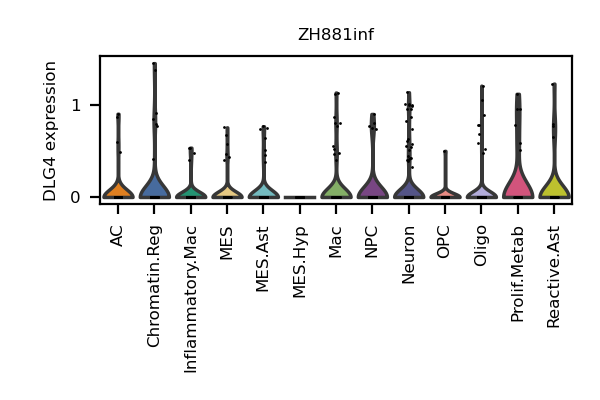 ZH881inf
DLG4 expression
1
0
AC
Chromatin.Reg
Inflammatory.Mac
MES
MES.Ast
MES.Hyp
Mac
NPC
Neuron
OPC
Oligo
Prolif.Metab
Reactive.Ast